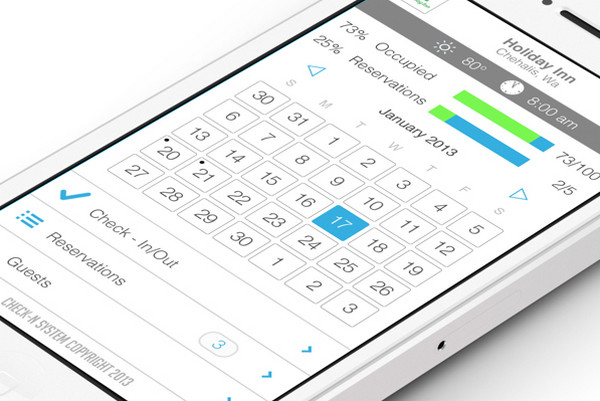 Holiday Inn
Chehalls, Wa
80° 8:00 am
73% Occupied 73/100
25% Reservations 2/5
January 2013
S M T W T F S
30 31 1 2 3 4 5
6 7 8 9 10 11 12
13 14 15 16 17 18 19
20 21 22 23 24 25 26
27 28 29 30 1 2 3
Check - In/Out
Reservations 3
Guests
CHECK-N SYSTEM COPYRIGHT 2013